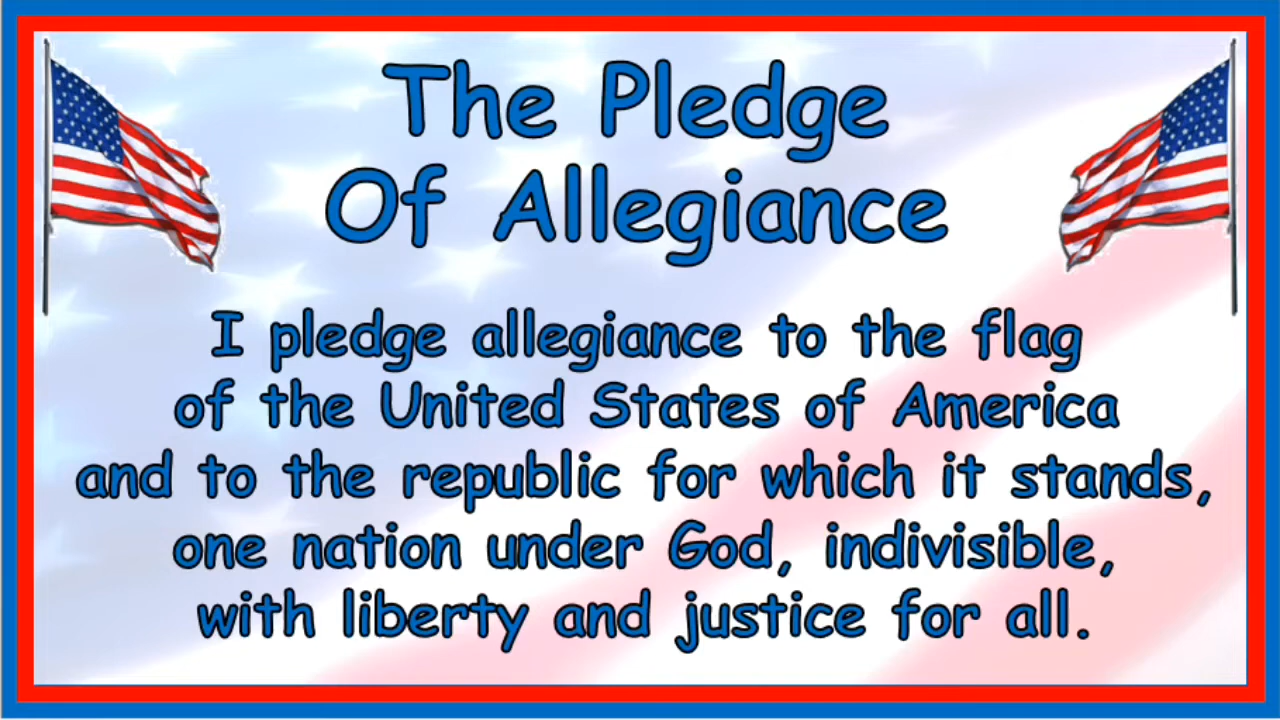 The Pledge
Of Allegiance
I pledge allegiance to the flag
of the United States of America
and to the republic for which it stands,
one nation under God, indivisible,
with liberty and justice for all.